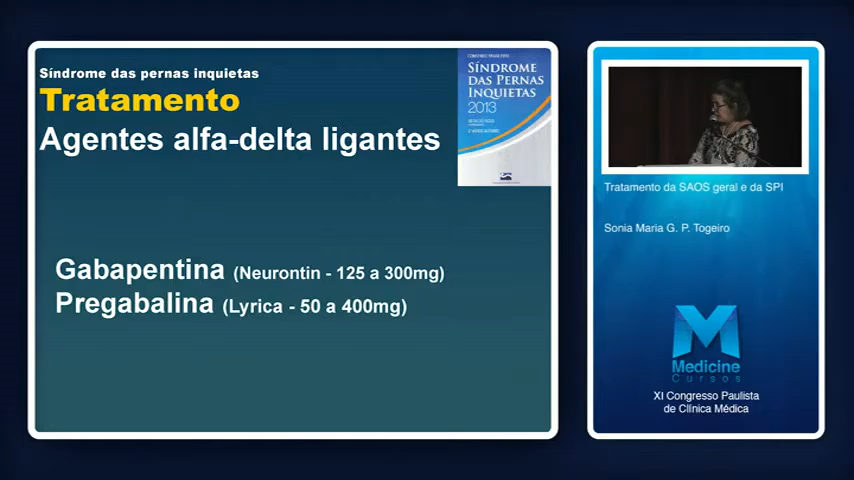 Síndrome das pernas inquietas
Tratamento
Agentes alfa-delta ligantes
SÍNDROME
DAS PERNAS
INQUIETAS
2013
Gabapentina (Neurontin - 125 a 300mg)
Pregabalina (Lyrica - 50 a 400mg)
Tratamento da SAOS geral e da SPI
Sonia Maria G. P. Togeiro
Medicine
Cursos
XI Congresso Paulista
de Clínica Médica